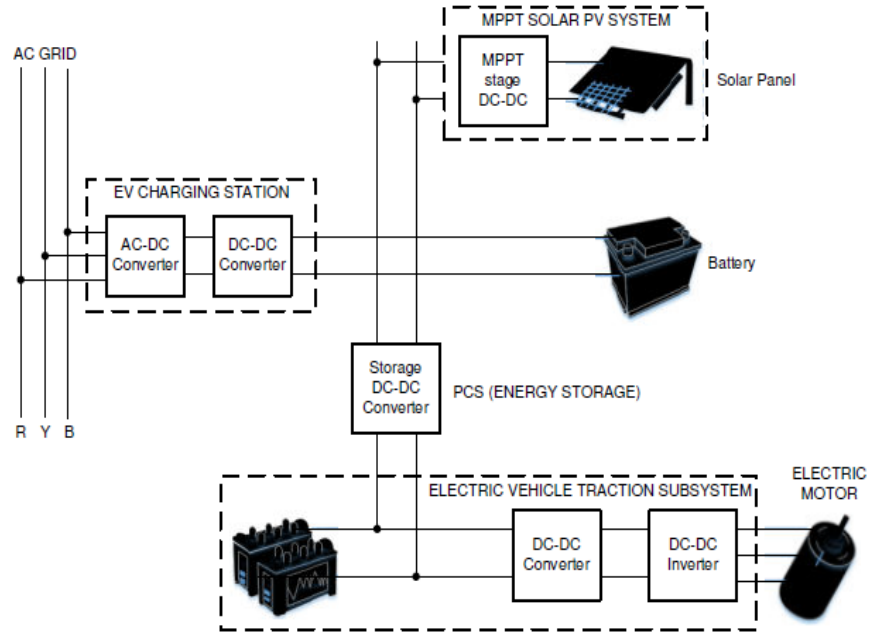 MPPT SOLAR PV SYSTEM
AC GRID
MPPT
stage
DC-DC
Solar Panel
EV CHARGING STATION
AC-DC
Converter
DC-DC
Converter
Battery
Storage
DC-DC
Converter
PCS (ENERGY STORAGE)
R Y B
ELECTRIC VEHICLE TRACTION SUBSYSTEM
ELECTRIC
MOTOR
DC-DC
Converter
DC-DC
Inverter